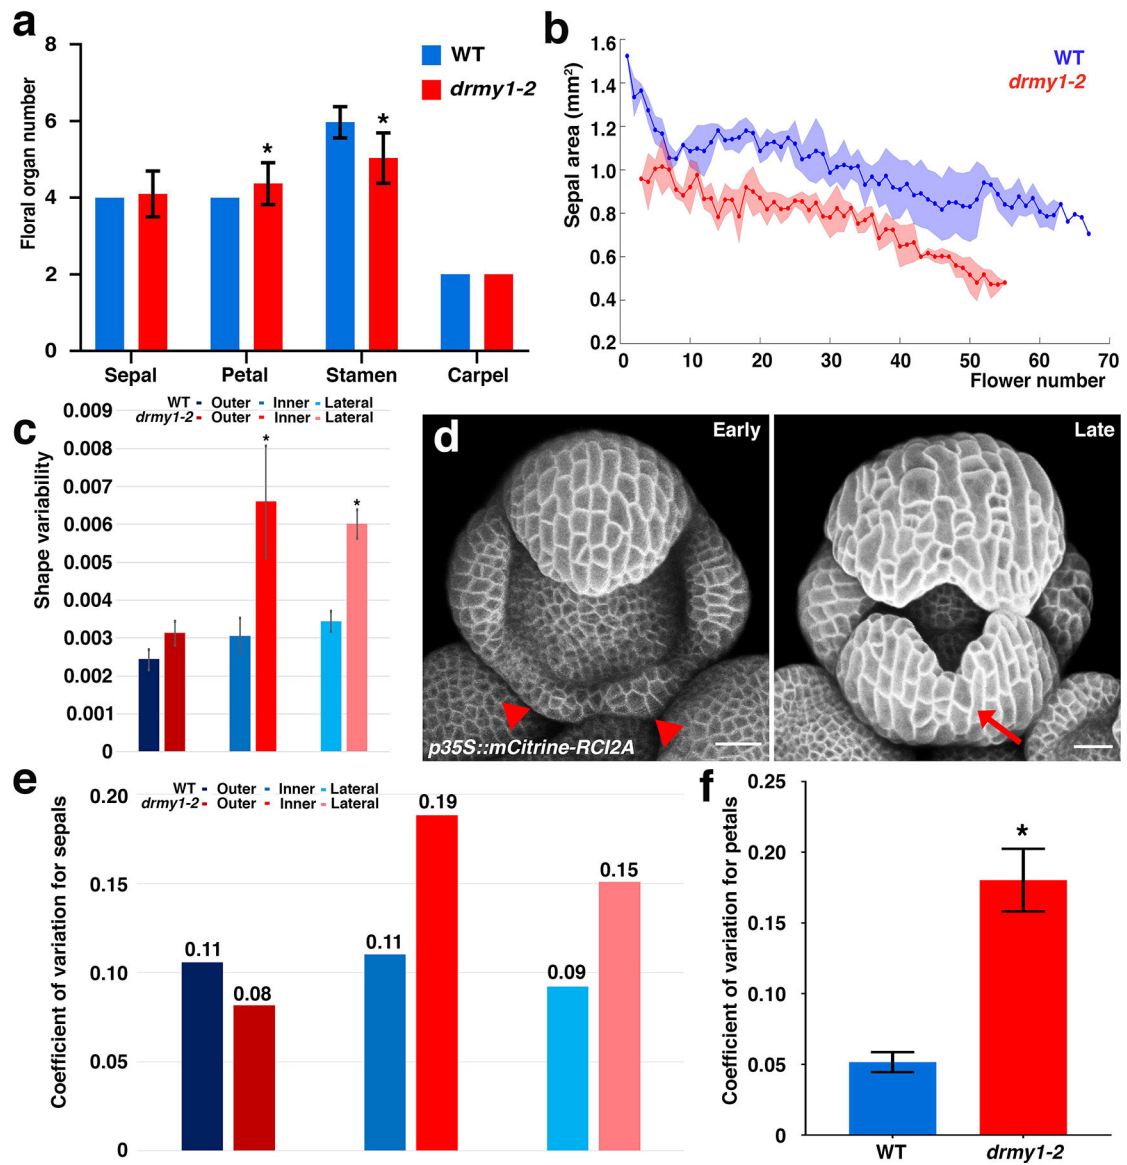 a
8
6
4
2
0
Floral organ number
WT
drmy1-2
*
*
Sepal Petal Stamen Carpel
b
1.6
1.4
1.2
1.0
0.8
0.6
0.4
0.2
Sepal area (mm²)
WT
drmy1-2
0 10 20 30 40 50 60 70
Flower number
c
WT Outer Inner Lateral
drmy1-2 Outer Inner Lateral
0.009
0.008
0.007
0.006
0.005
0.004
0.003
0.002
0.001
0
Shape variability
*
*
d
Early
p35S::mCitrine-RCI2A
Late
e
WT Outer Inner Lateral
drmy1-2 Outer Inner Lateral
0.20
0.15
0.10
0.05
0
Coefficient of variation for sepals
0.11
0.08
0.11
0.19
0.09
0.15
f
0.25
0.20
0.15
0.10
0.05
0
Coefficient of variation for petals
*
WT drmy1-2